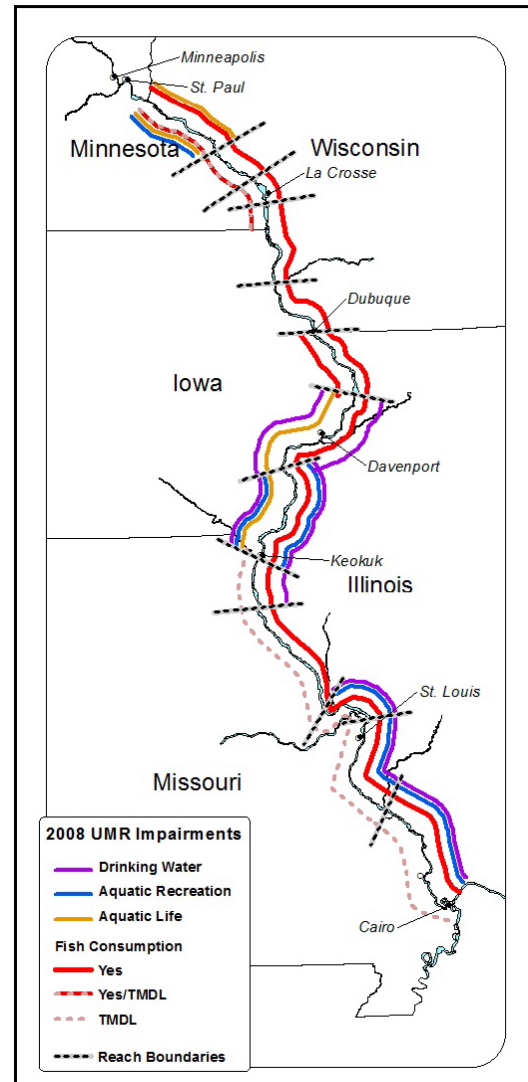 Minneapolis
St. Paul
Minnesota
Wisconsin
La Crosse
Dubuque
Iowa
Davenport
Keokuk
Illinois
St. Louis
Missouri
Cairo
2008 UMR Impairments
Drinking Water
Aquatic Recreation
Aquatic Life
Fish Consumption
Yes
Yes/TMDL
TMDL
Reach Boundaries